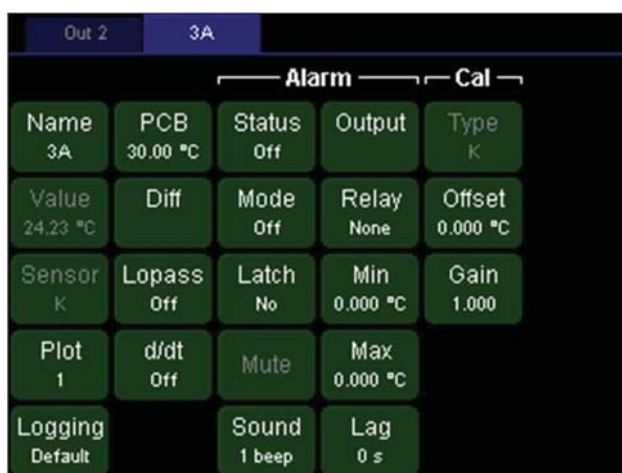 Out 2 3A
Alarm Cal
Name PCB Status Output Type
3A 30.00 °C Off K
Value Diff Mode Relay Offset
24.23 °C Off None 0.000 °C
Sensor Lopass Latch Min Gain
K Off No 0.000 °C 1.000
Plot d/dt Mute Max
1 Off 0.000 °C
Logging Sound Lag
Default 1 beep 0 s